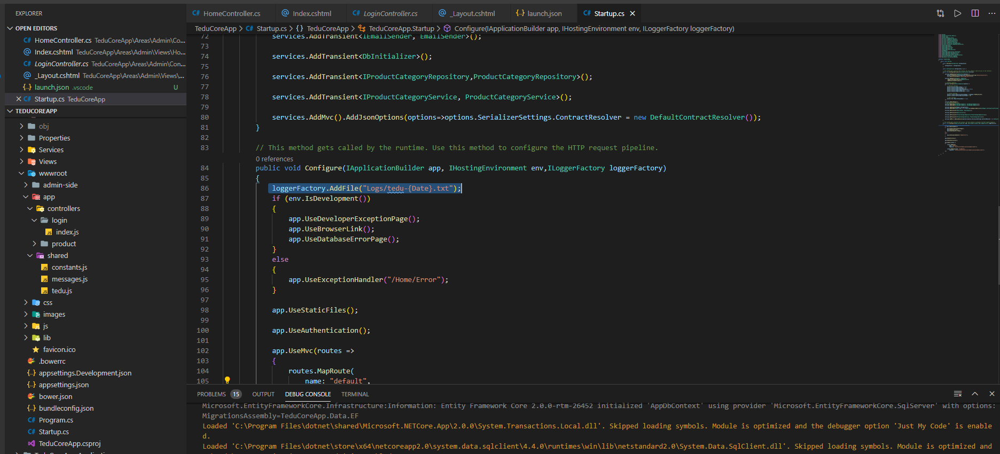 EXPLORER
OPEN EDITORS
HomeController.cs TeduCoreApp\Areas\Admin\Co...
Index.cshtml TeduCoreApp\Areas\Admin\Views\Ho...
LoginController.cs TeduCoreApp\Areas\Admin\Con...
_Layout.cshtml TeduCoreApp\Areas\Admin\Views\...
launch.json .vscode U
Startup.cs TeduCoreApp
TEDUCOREAPP
obj
Properties
Services
Views
wwwroot
admin-side
app
controllers
login
index.js
product
shared
constants.js
messages.js
tedu.js
css
images
js
lib
favicon.ico
.bowerrc
appsettings.Development.json
appsettings.json
bower.json
bundleconfig.json
Program.cs
Startup.cs
TeduCoreApp.csproj
HomeController.cs Index.cshtml LoginController.cs _Layout.cshtml launch.json Startup.cs
TeduCoreApp > Startup.cs > {} TeduCoreApp > TeduCoreApp.Startup > Configure(IApplicationBuilder app, IHostingEnvironment env, ILoggerFactory loggerFactory)
72 services.AddTransient<IEmailSender, EmailSender>();
73
74 services.AddTransient<DbInitializer>();
75
76 services.AddTransient<IProductCategoryRepository,ProductCategoryRepository>();
77
78 services.AddTransient<IProductCategoryService, ProductCategoryService>();
79
80 services.AddMvc().AddJsonOptions(options=>options.SerializerSettings.ContractResolver = new DefaultContractResolver());
81 }
82
83 // This method gets called by the runtime. Use this method to configure the HTTP request pipeline.
0 references
84 public void Configure(IApplicationBuilder app, IHostingEnvironment env,ILoggerFactory loggerFactory)
85 {
86 loggerFactory.AddFile("Logs/tedu-{Date}.txt");
87 if (env.IsDevelopment())
88 {
89 app.UseDeveloperExceptionPage();
90 app.UseBrowserLink();
91 app.UseDatabaseErrorPage();
92 }
93 else
94 {
95 app.UseExceptionHandler("/Home/Error");
96 }
97
98 app.UseStaticFiles();
99
100 app.UseAuthentication();
101
102 app.UseMvc(routes =>
103 {
104 routes.MapRoute(
105 name: "default",
PROBLEMS 15 OUTPUT DEBUG CONSOLE TERMINAL
Microsoft.EntityFrameworkCore.Infrastructure:Information: Entity Framework Core 2.0.0-rtm-26452 initialized 'AppDbContext' using provider 'Microsoft.EntityFrameworkCore.SqlServer' with options:
MigrationsAssembly=TeduCoreApp.Data.EF
Loaded 'C:\Program Files\dotnet\shared\Microsoft.NETCore.App\2.0.0\System.Transactions.Local.dll'. Skipped loading symbols. Module is optimized and the debugger option 'Just My Code' is enable
d.
Loaded 'C:\Program Files\dotnet\store\x64\netcoreapp2.0\system.data.sqlclient\4.4.0\runtimes\win\lib\netstandard2.0\System.Data.SqlClient.dll'. Skipped loading symbols. Module is optimized and